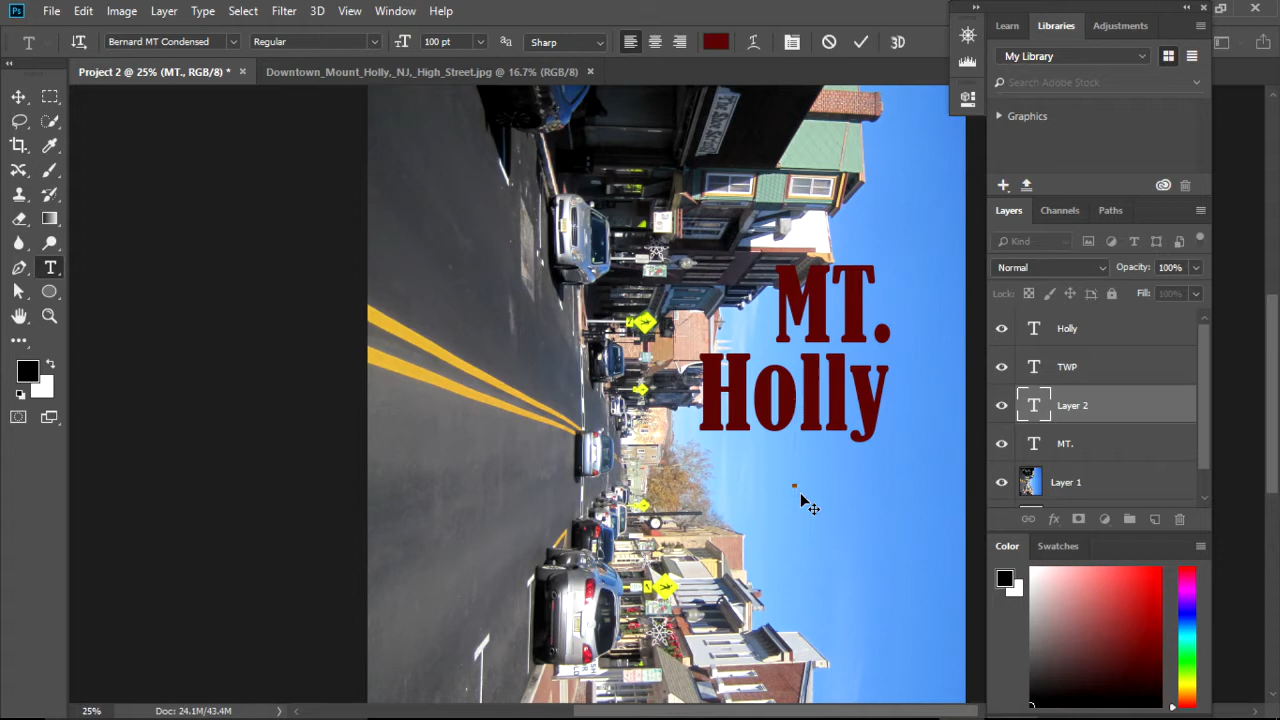 Ps File Edit Image Layer Type Select Filter 3D View Window Help
Bernard MT Condensed Regular 100 pt Sharp 3D
Project 2 @ 25% (MT., RGB/8) * Downtown_Mount_Holly,_NJ,_High_Street.jpg @ 16.7% (RGB/8)
MT.
Holly
25% Doc: 24.1M/43.4M
Learn Libraries Adjustments
My Library
Search Adobe Stock
Graphics
Layers Channels Paths
Kind
Normal Opacity: 100%
Lock: Fill: 100%
Holly
TWP
Layer 2
MT.
Layer 1
Color Swatches